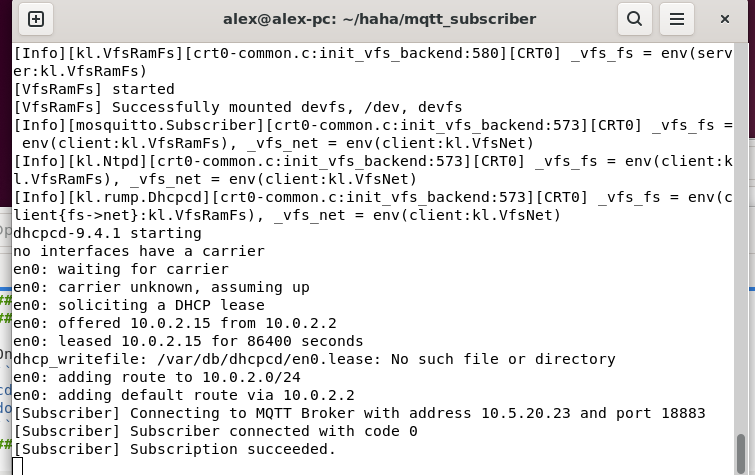 alex@alex-pc: ~/haha/mqtt_subscriber
[Info][kl.VfsRamFs][crt0-common.c:init_vfs_backend:580][CRT0] _vfs_fs = env(serv
er:kl.VfsRamFs)
[VfsRamFs] started
[VfsRamFs] Successfully mounted devfs, /dev, devfs
[Info][mosquitto.Subscriber][crt0-common.c:init_vfs_backend:573][CRT0] _vfs_fs =
 env(client:kl.VfsRamFs), _vfs_net = env(client:kl.VfsNet)
[Info][kl.Ntpd][crt0-common.c:init_vfs_backend:573][CRT0] _vfs_fs = env(client:k
l.VfsRamFs), _vfs_net = env(client:kl.VfsNet)
[Info][kl.rump.Dhcpcd][crt0-common.c:init_vfs_backend:573][CRT0] _vfs_fs = env(c
lient{fs->net}:kl.VfsRamFs), _vfs_net = env(client:kl.VfsNet)
dhcpcd-9.4.1 starting
no interfaces have a carrier
en0: waiting for carrier
en0: carrier unknown, assuming up
en0: soliciting a DHCP lease
en0: offered 10.0.2.15 from 10.0.2.2
en0: leased 10.0.2.15 for 86400 seconds
dhcp_writefile: /var/db/dhcpcd/en0.lease: No such file or directory
en0: adding route to 10.0.2.0/24
en0: adding default route via 10.0.2.2
[Subscriber] Connecting to MQTT Broker with address 10.5.20.23 and port 18883
[Subscriber] Subscriber connected with code 0
[Subscriber] Subscription succeeded.